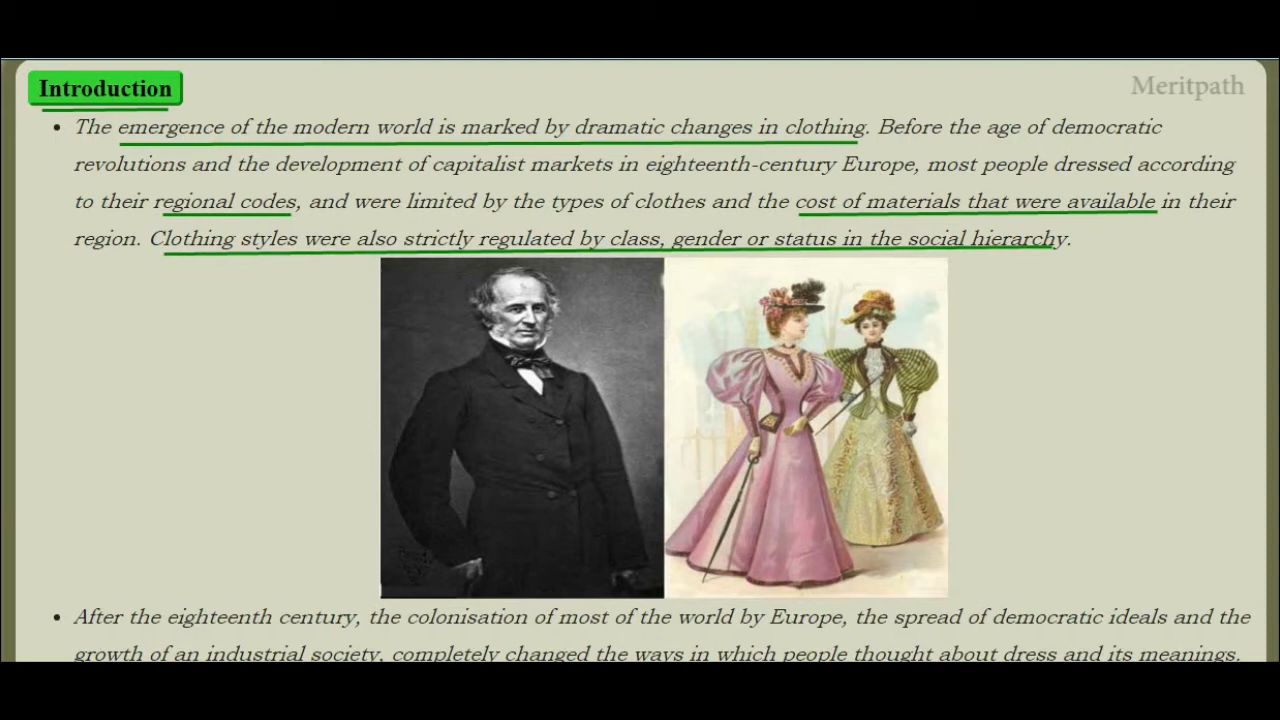 Introduction
Meritpath
• The emergence of the modern world is marked by dramatic changes in clothing. Before the age of democratic
revolutions and the development of capitalist markets in eighteenth-century Europe, most people dressed according
to their regional codes, and were limited by the types of clothes and the cost of materials that were available in their
region. Clothing styles were also strictly regulated by class, gender or status in the social hierarchy.
• After the eighteenth century, the colonisation of most of the world by Europe, the spread of democratic ideals and the
growth of an industrial society, completely changed the ways in which people thought about dress and its meanings.